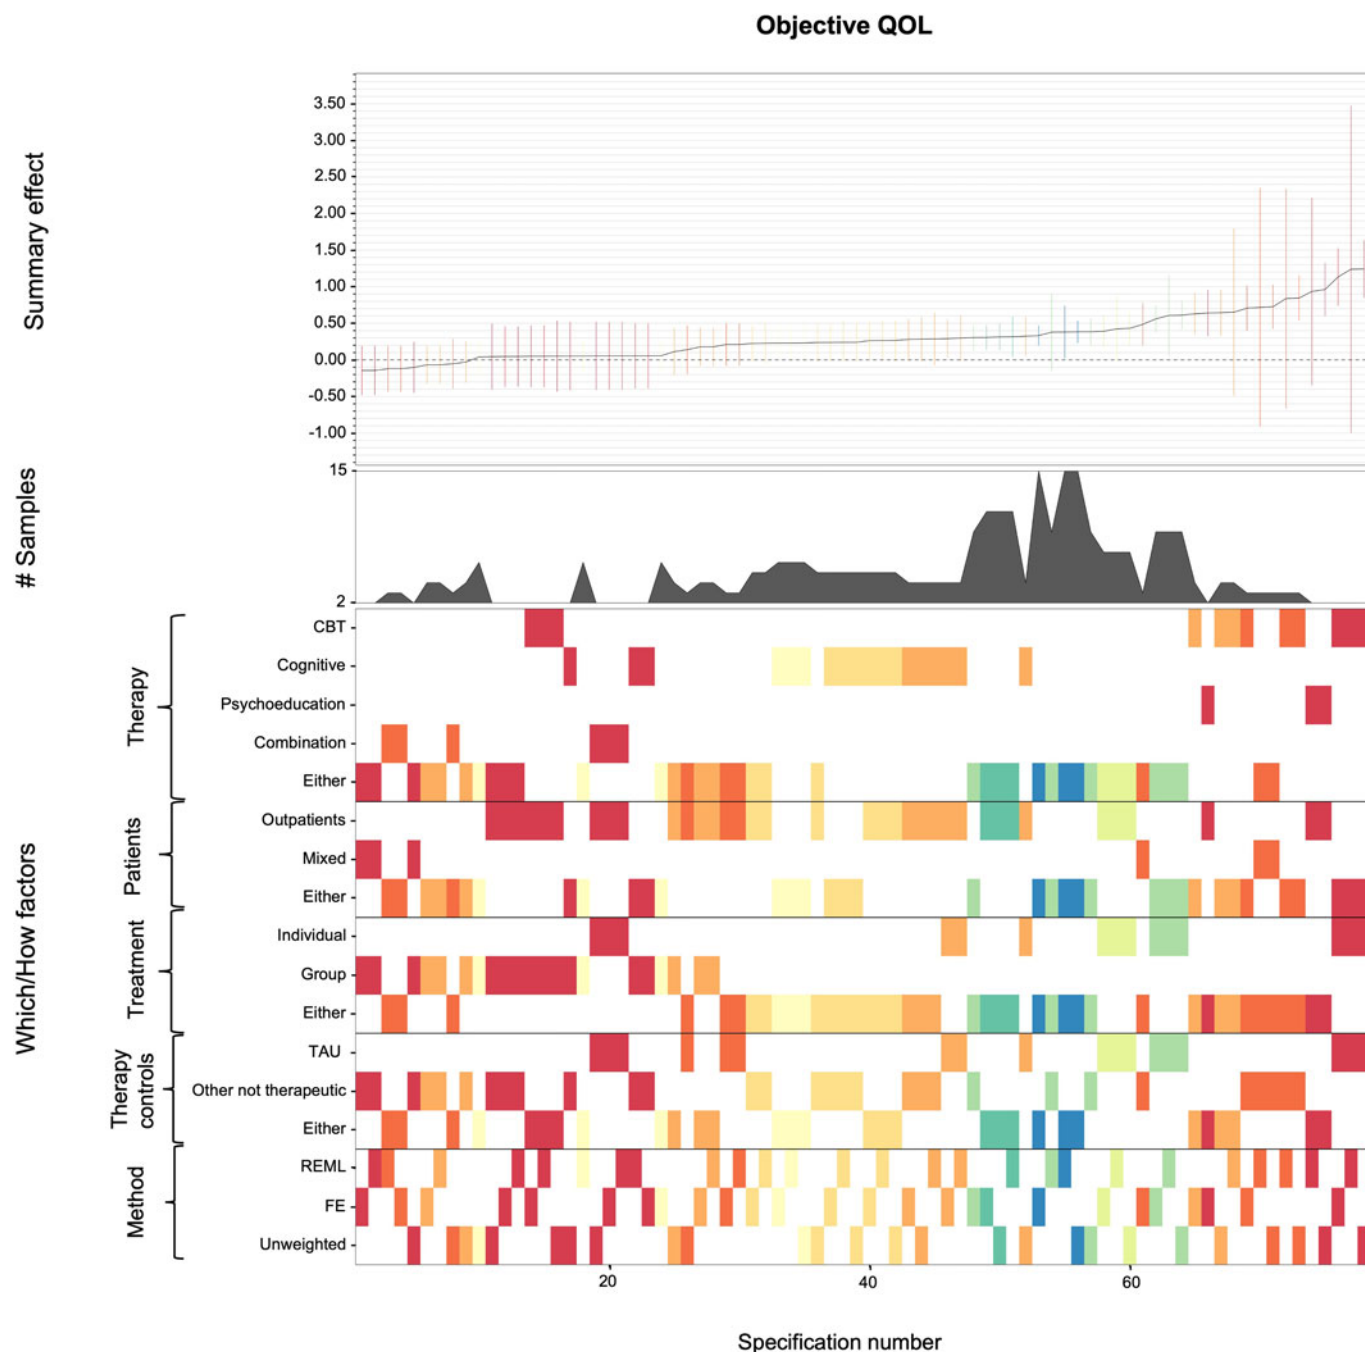 Objective QOL
Summary effect
3.50
3.00
2.50
2.00
1.50
1.00
0.50
0.00
-0.50
-1.00
# Samples
15
2
Which/How factors
Therapy
CBT
Cognitive
Psychoeducation
Combination
Either
Patients
Outpatients
Mixed
Either
Treatment
Individual
Group
Either
Therapy
controls
TAU
Other not therapeutic
Either
Method
REML
FE
Unweighted
20
40
60
Specification number